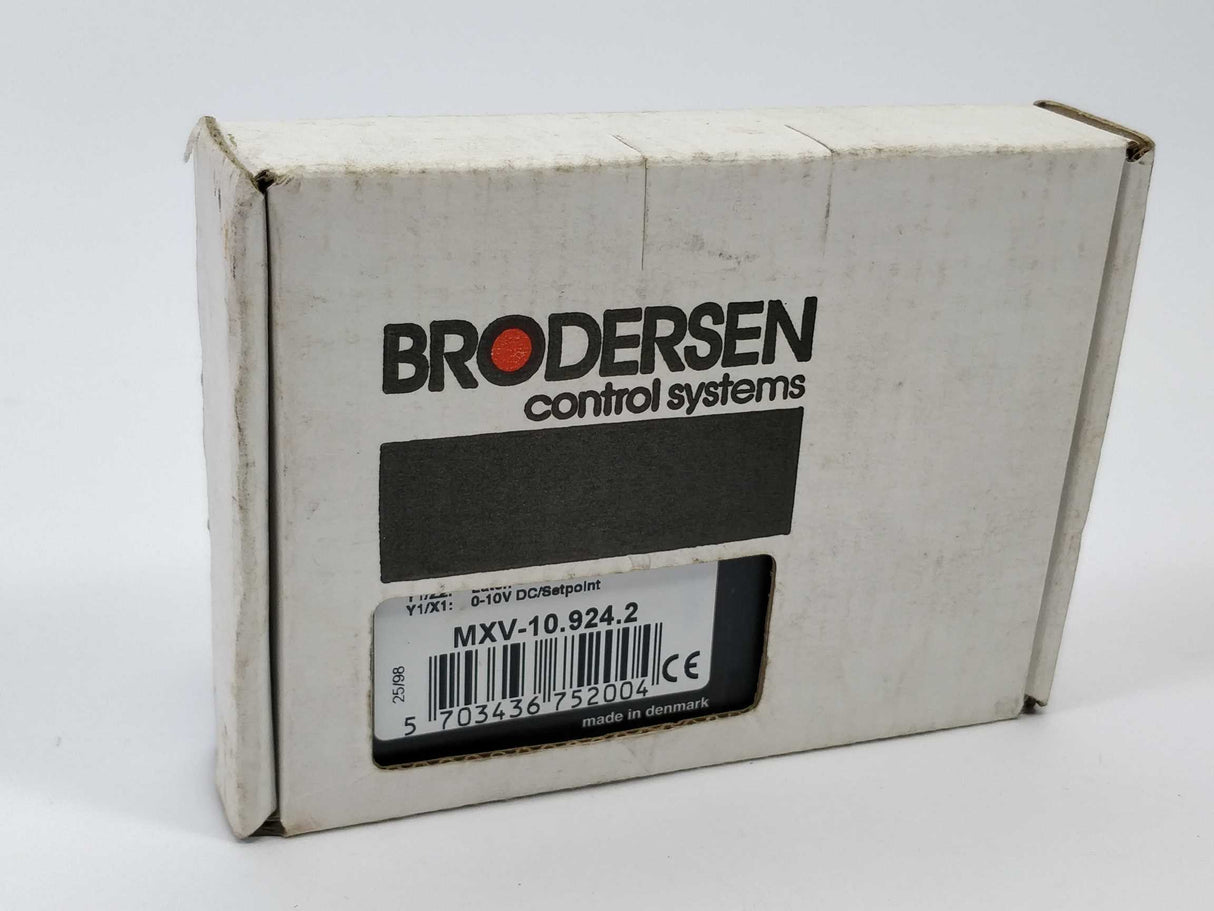 BRODERSEN
control systems
Y1/X1: 0-10V DC/Setpoint
MXV-10.924.2
25/98
CE
5 703436 752004
made in denmark